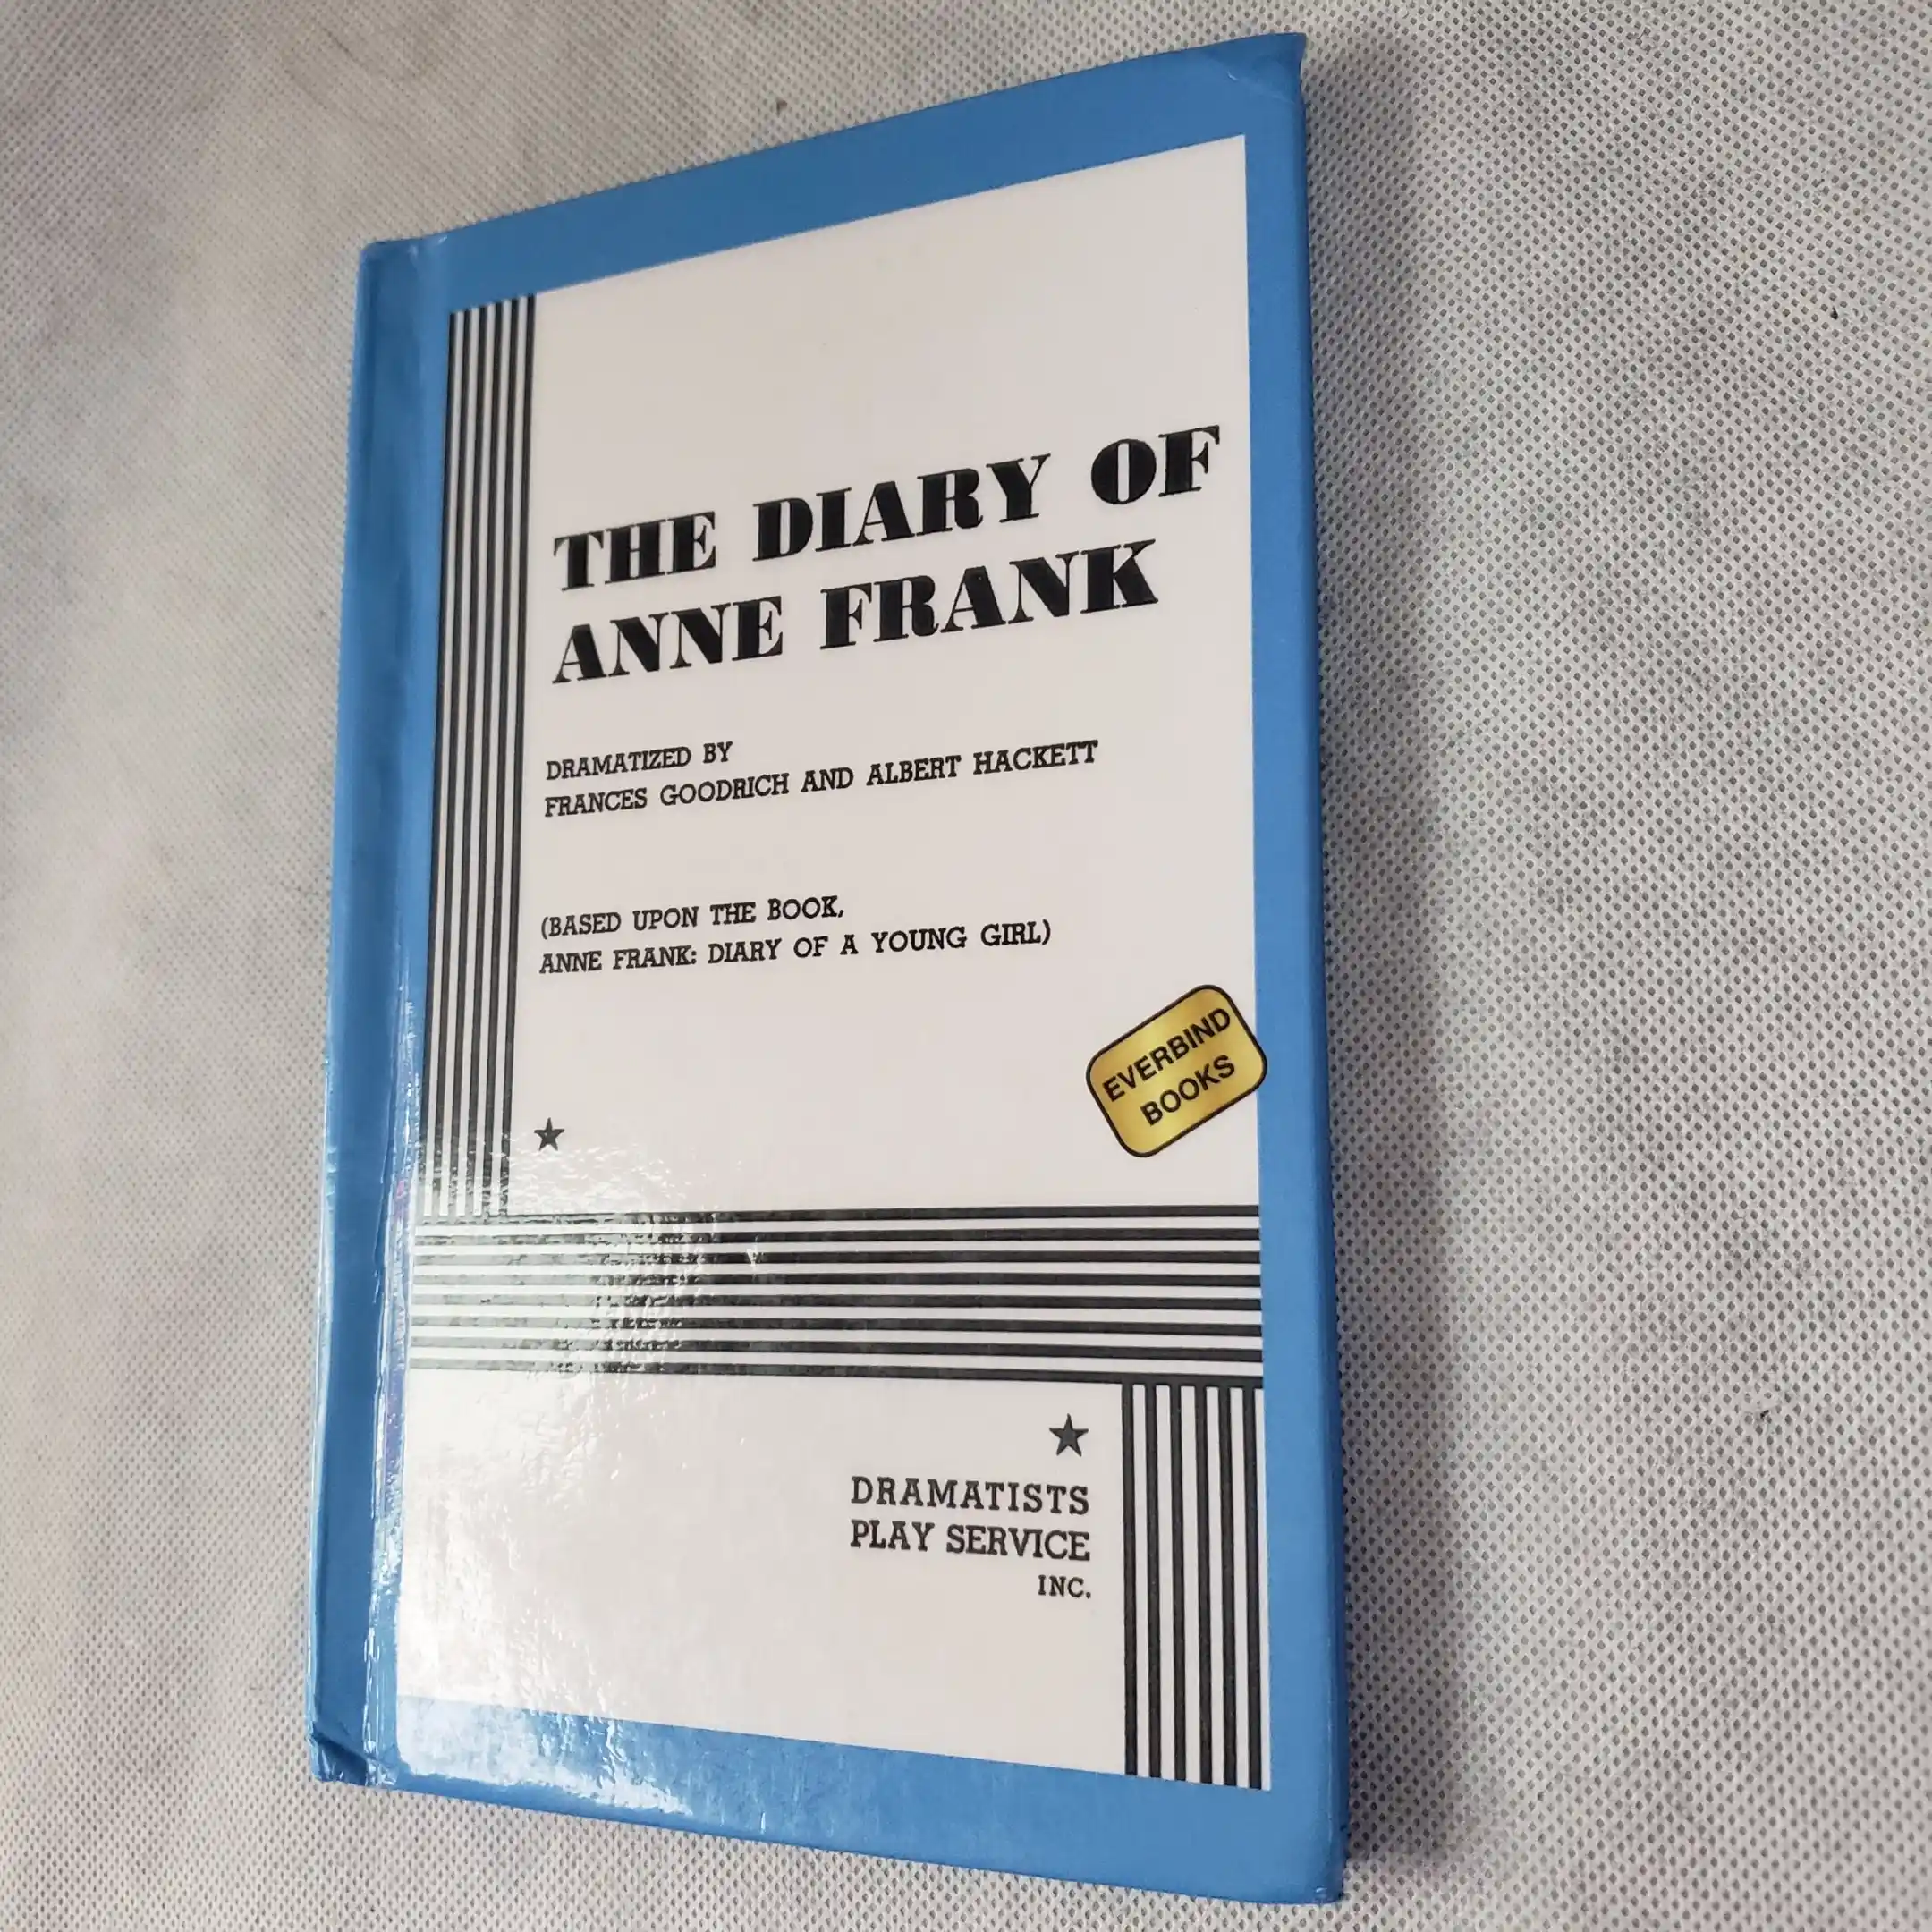 THE DIARY OF
ANNE FRANK
DRAMATIZED BY
FRANCES GOODRICH AND ALBERT HACKETT
(BASED UPON THE BOOK,
ANNE FRANK: DIARY OF A YOUNG GIRL)
EVERBIND
BOOKS
DRAMATISTS
PLAY SERVICE
INC.